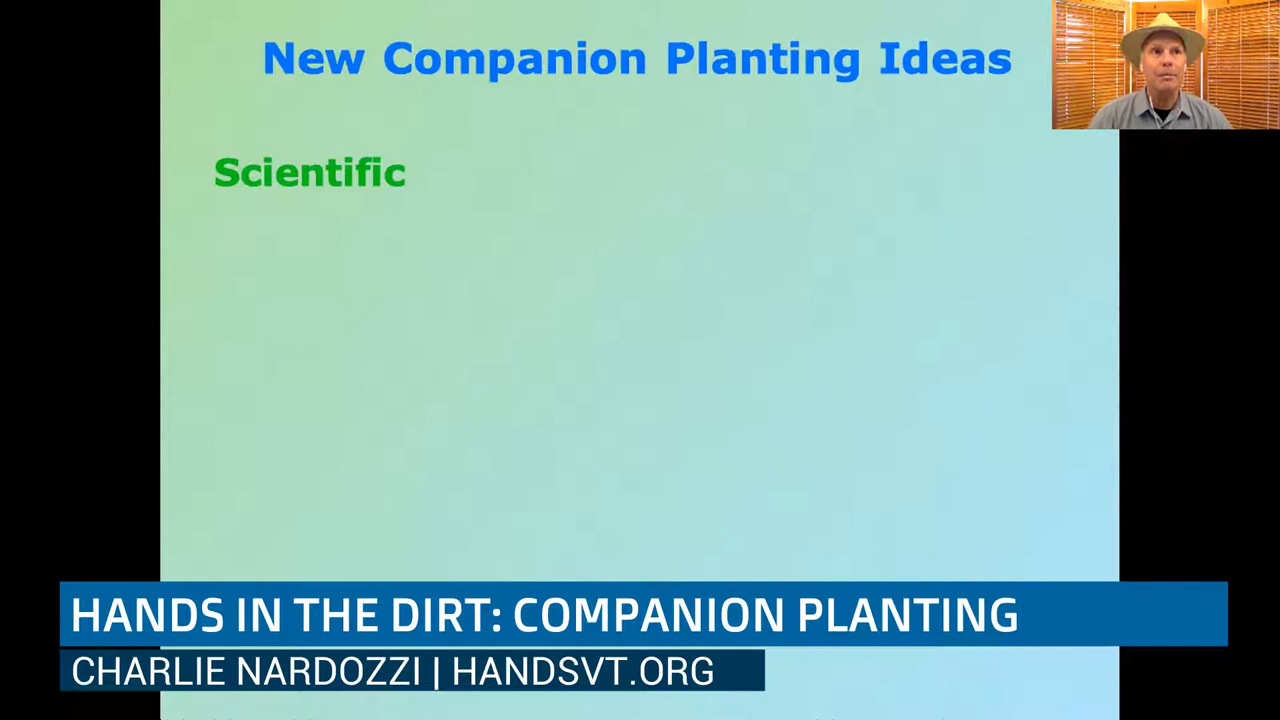 New Companion Planting Ideas
Scientific
HANDS IN THE DIRT: COMPANION PLANTING
CHARLIE NARDOZZI | HANDSVT.ORG